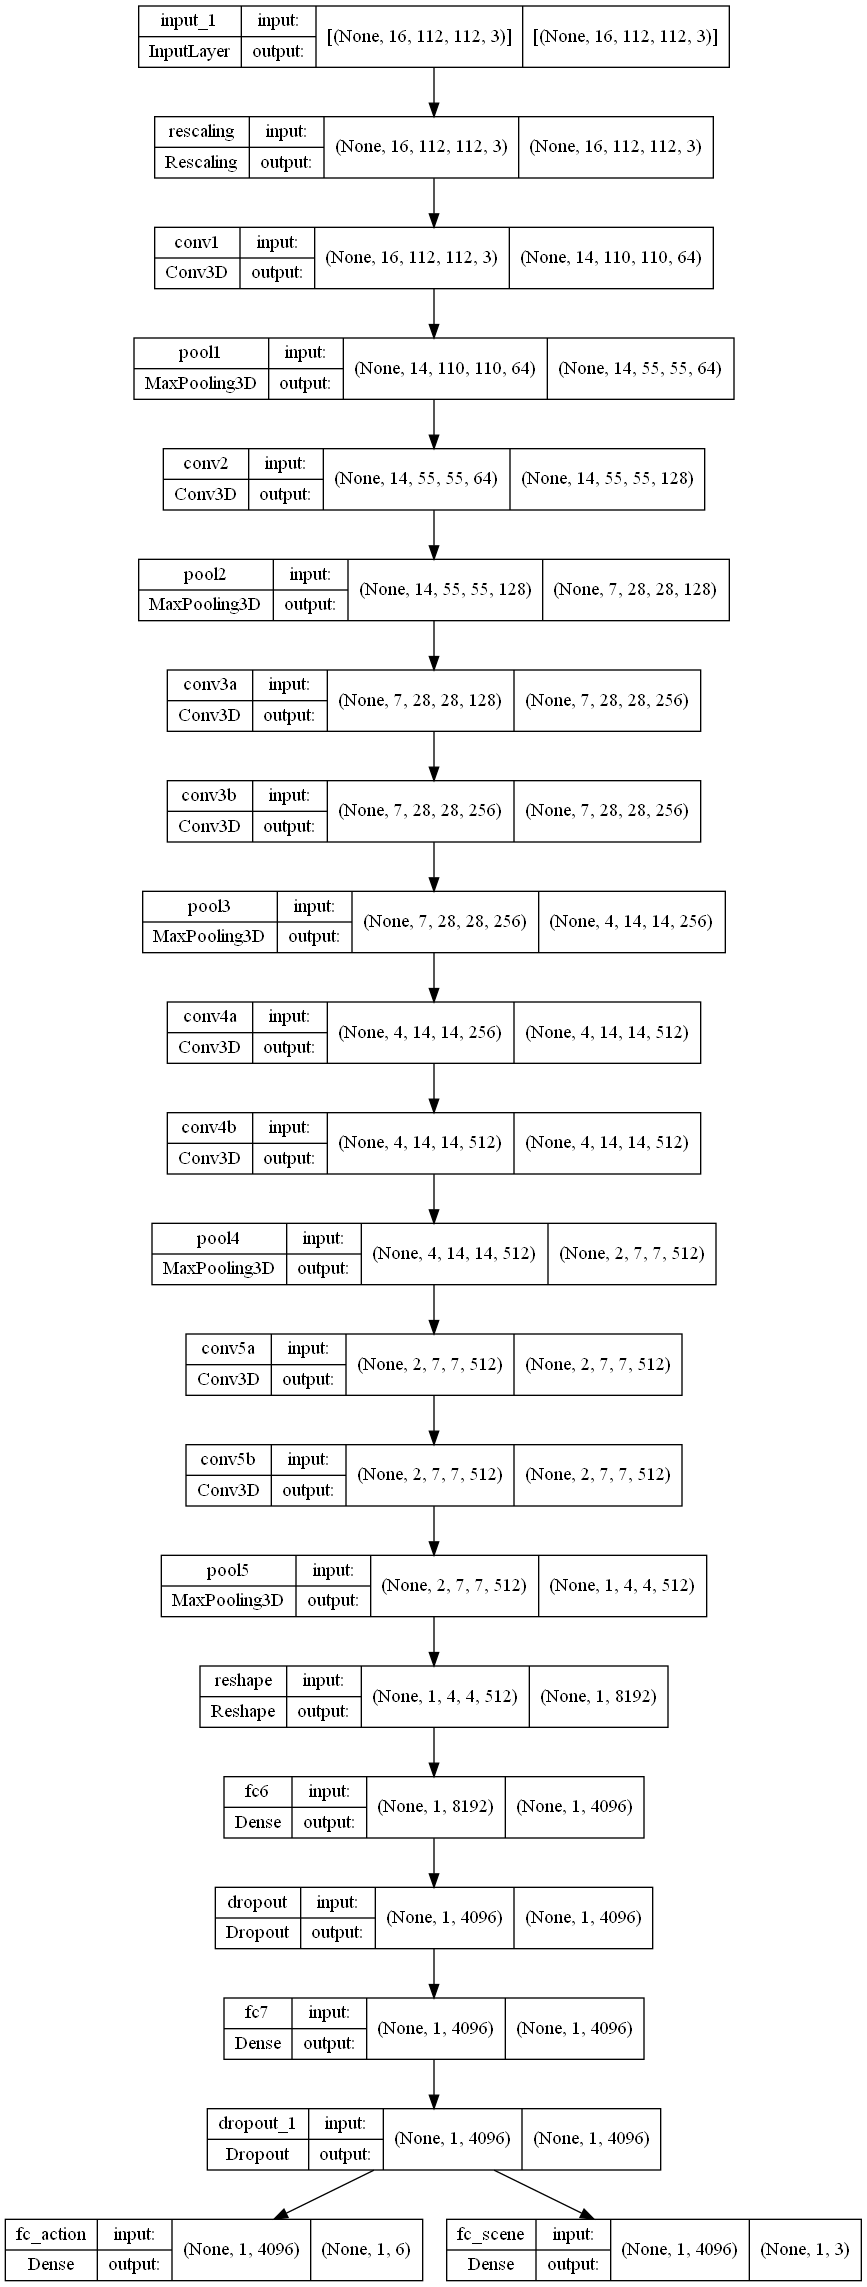 input_1 input: [(None, 16, 112, 112, 3)] [(None, 16, 112, 112, 3)]
InputLayer output:
rescaling input: (None, 16, 112, 112, 3) (None, 16, 112, 112, 3)
Rescaling output:
conv1 input: (None, 16, 112, 112, 3) (None, 14, 110, 110, 64)
Conv3D output:
pool1 input: (None, 14, 110, 110, 64) (None, 14, 55, 55, 64)
MaxPooling3D output:
conv2 input: (None, 14, 55, 55, 64) (None, 14, 55, 55, 128)
Conv3D output:
pool2 input: (None, 14, 55, 55, 128) (None, 7, 28, 28, 128)
MaxPooling3D output:
conv3a input: (None, 7, 28, 28, 128) (None, 7, 28, 28, 256)
Conv3D output:
conv3b input: (None, 7, 28, 28, 256) (None, 7, 28, 28, 256)
Conv3D output:
pool3 input: (None, 7, 28, 28, 256) (None, 4, 14, 14, 256)
MaxPooling3D output:
conv4a input: (None, 4, 14, 14, 256) (None, 4, 14, 14, 512)
Conv3D output:
conv4b input: (None, 4, 14, 14, 512) (None, 4, 14, 14, 512)
Conv3D output:
pool4 input: (None, 4, 14, 14, 512) (None, 2, 7, 7, 512)
MaxPooling3D output:
conv5a input: (None, 2, 7, 7, 512) (None, 2, 7, 7, 512)
Conv3D output:
conv5b input: (None, 2, 7, 7, 512) (None, 2, 7, 7, 512)
Conv3D output:
pool5 input: (None, 2, 7, 7, 512) (None, 1, 4, 4, 512)
MaxPooling3D output:
reshape input: (None, 1, 4, 4, 512) (None, 1, 8192)
Reshape output:
fc6 input: (None, 1, 8192) (None, 1, 4096)
Dense output:
dropout input: (None, 1, 4096) (None, 1, 4096)
Dropout output:
fc7 input: (None, 1, 4096) (None, 1, 4096)
Dense output:
dropout_1 input: (None, 1, 4096) (None, 1, 4096)
Dropout output:
fc_action input: (None, 1, 4096) (None, 1, 6)
Dense output:
fc_scene input: (None, 1, 4096) (None, 1, 3)
Dense output: